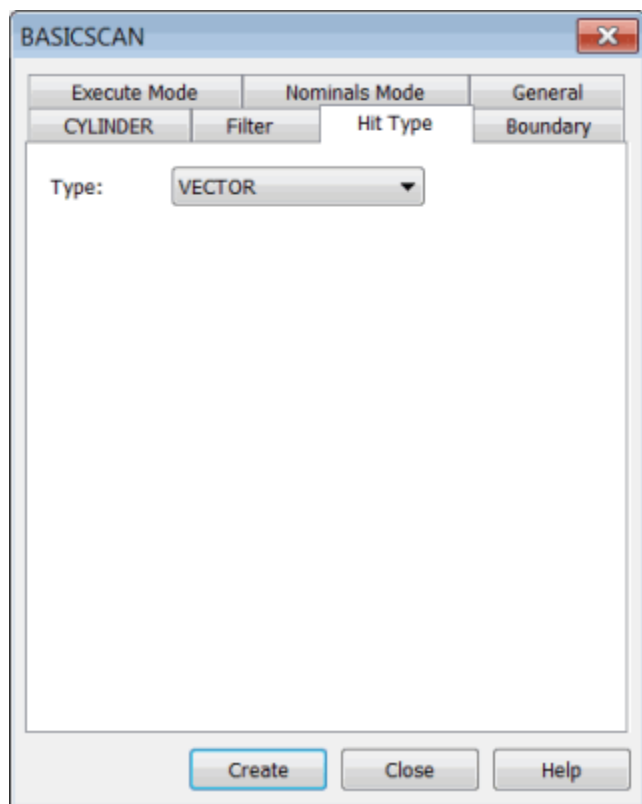 BASICSCAN
Execute Mode Nominals Mode General
CYLINDER Filter Hit Type Boundary
Type: VECTOR
Create Close Help